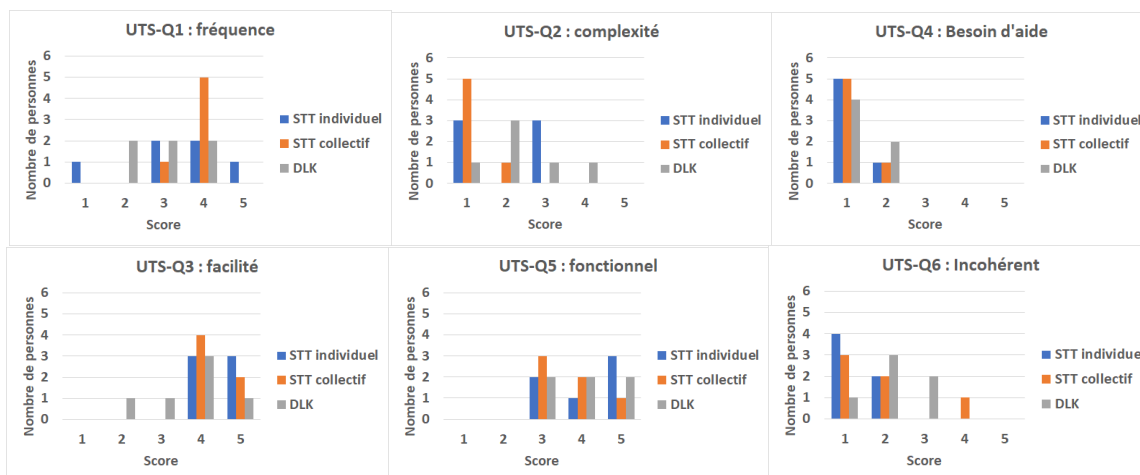 UTS-Q1 : fréquence
Nombre de personnes
6
5
4
3
2
1
0
1 2 3 4 5
Score
STT individuel
STT collectif
DLK
UTS-Q2 : complexité
Nombre de personnes
6
5
4
3
2
1
0
1 2 3 4 5
Score
STT individuel
STT collectif
DLK
UTS-Q4 : Besoin d'aide
Nombre de personnes
6
5
4
3
2
1
0
1 2 3 4 5
Score
STT individuel
STT collectif
DLK
UTS-Q3 : facilité
Nombre de personnes
6
5
4
3
2
1
0
1 2 3 4 5
Score
STT individuel
STT collectif
DLK
UTS-Q5 : fonctionnel
Nombre de personnes
6
5
4
3
2
1
0
1 2 3 4 5
Score
STT individuel
STT collectif
DLK
UTS-Q6 : Incohérent
Nombre de personnes
6
5
4
3
2
1
0
1 2 3 4 5
Score
STT individuel
STT collectif
DLK